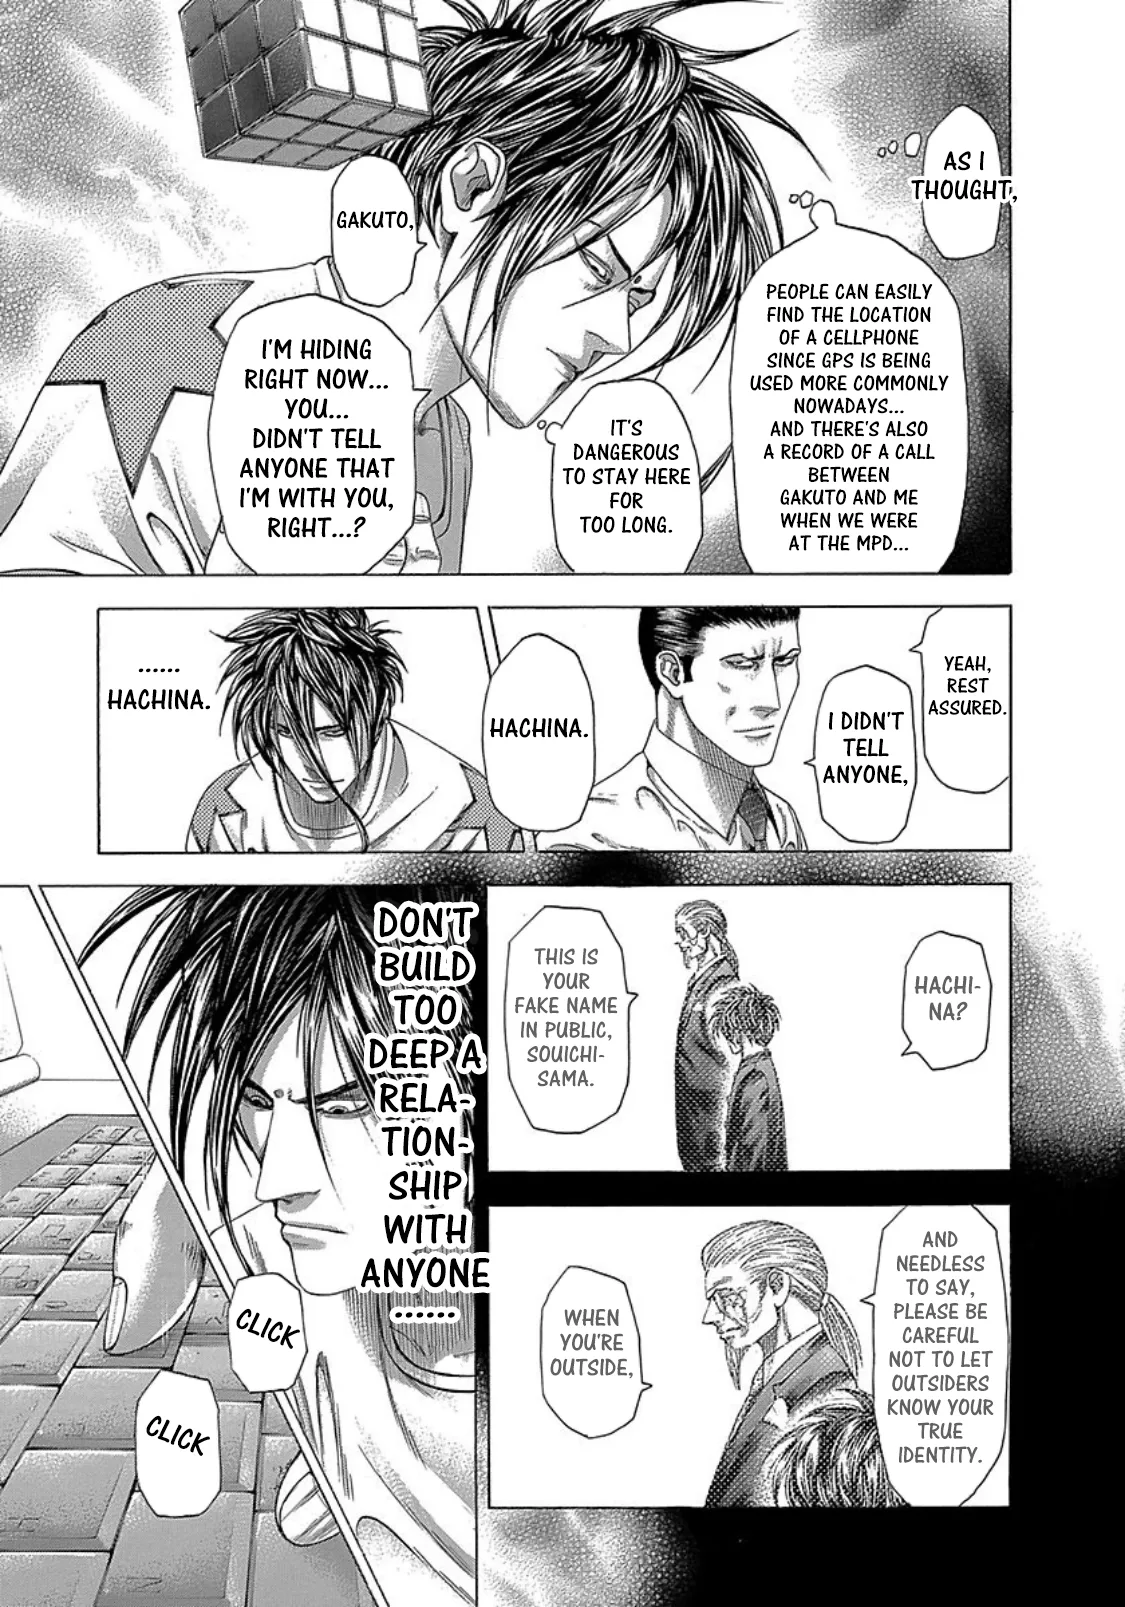 AS I
THOUGHT,
PEOPLE CAN EASILY
FIND THE LOCATION
OF A CELLPHONE
SINCE GPS IS BEING
USED MORE COMMONLY
NOWADAYS...
AND THERE'S ALSO
A RECORD OF A CALL
BETWEEN
GAKUTO AND ME
WHEN WE WERE
AT THE MPD...
IT'S
DANGEROUS
TO STAY HERE
FOR
TOO LONG.
GAKUTO,
I'M HIDING
RIGHT NOW...
YOU...
DIDN'T TELL
ANYONE THAT
I'M WITH YOU,
RIGHT...?
YEAH,
REST
ASSURED.
I DIDN'T
TELL
ANYONE,
HACHINA.
......
HACHINA.
HACHI-
NA?
THIS IS
YOUR
FAKE NAME
IN PUBLIC,
SOUICHI-
SAMA.
AND
NEEDLESS
TO SAY,
PLEASE BE
CAREFUL
NOT TO LET
OUTSIDERS
KNOW YOUR
TRUE
IDENTITY.
WHEN
YOU'RE
OUTSIDE,
DON'T
BUILD
TOO
DEEP A
RELA-
TION-
SHIP
WITH
ANYONE
......
CLICK
CLICK